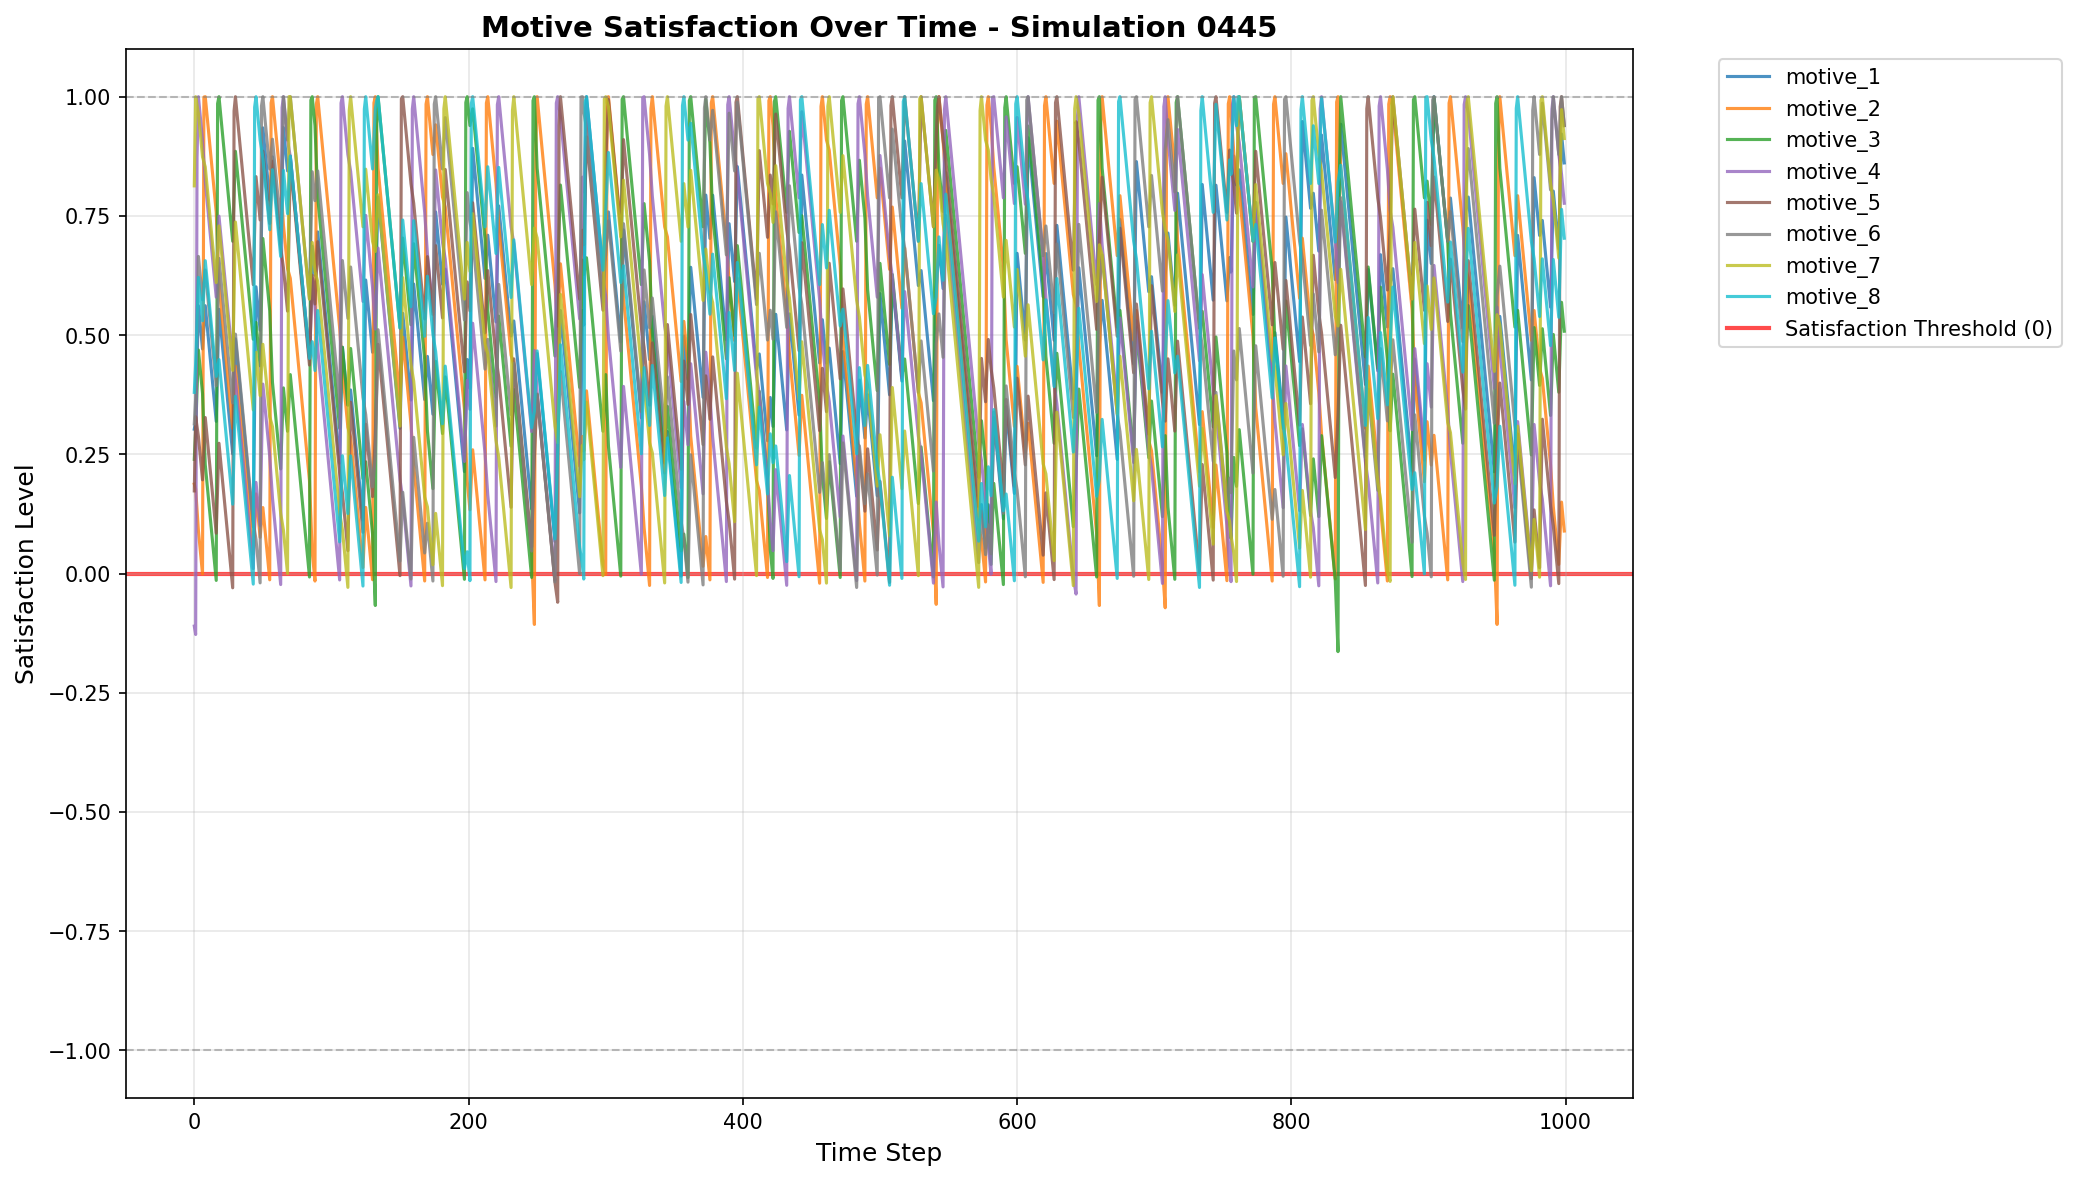 Motive Satisfaction Over Time - Simulation 0445
1.00
0.75
0.50
0.25
0.00
−0.25
−0.50
−0.75
−1.00
Satisfaction Level
0
200
400
600
800
1000
Time Step
motive_1
motive_2
motive_3
motive_4
motive_5
motive_6
motive_7
motive_8
Satisfaction Threshold (0)